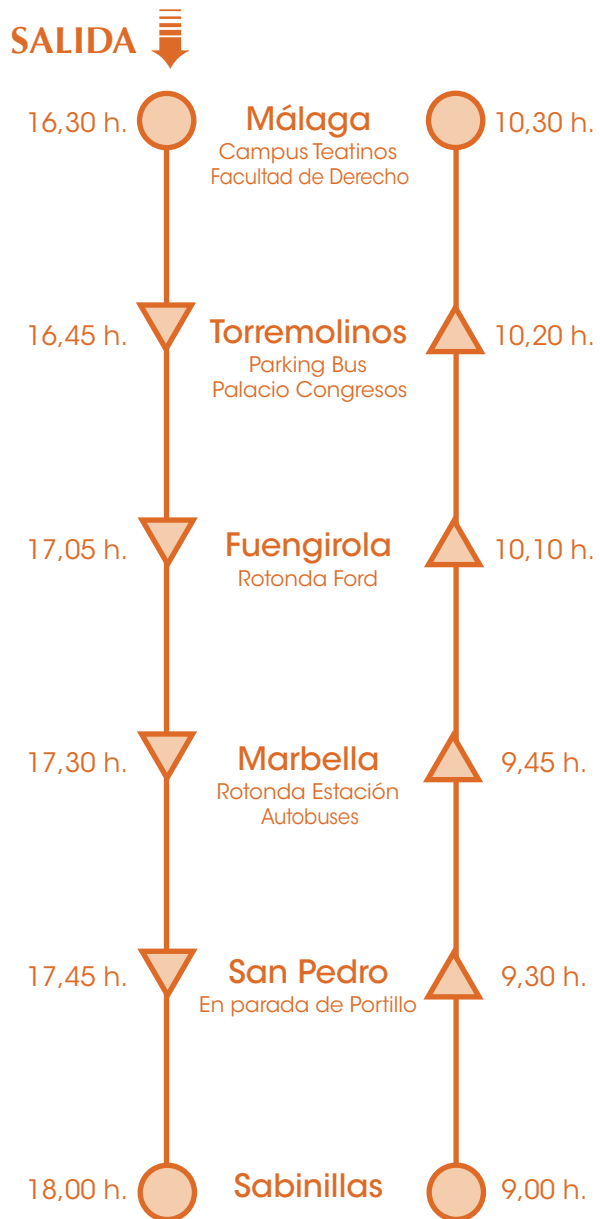 SALIDA
16,30 h. Málaga 10,30 h.
Campus Teatinos
Facultad de Derecho
16,45 h. Torremolinos 10,20 h.
Parking Bus
Palacio Congresos
17,05 h. Fuengirola 10,10 h.
Rotonda Ford
17,30 h. Marbella 9,45 h.
Rotonda Estación
Autobuses
17,45 h. San Pedro 9,30 h.
En parada de Portillo
18,00 h. Sabinillas 9,00 h.